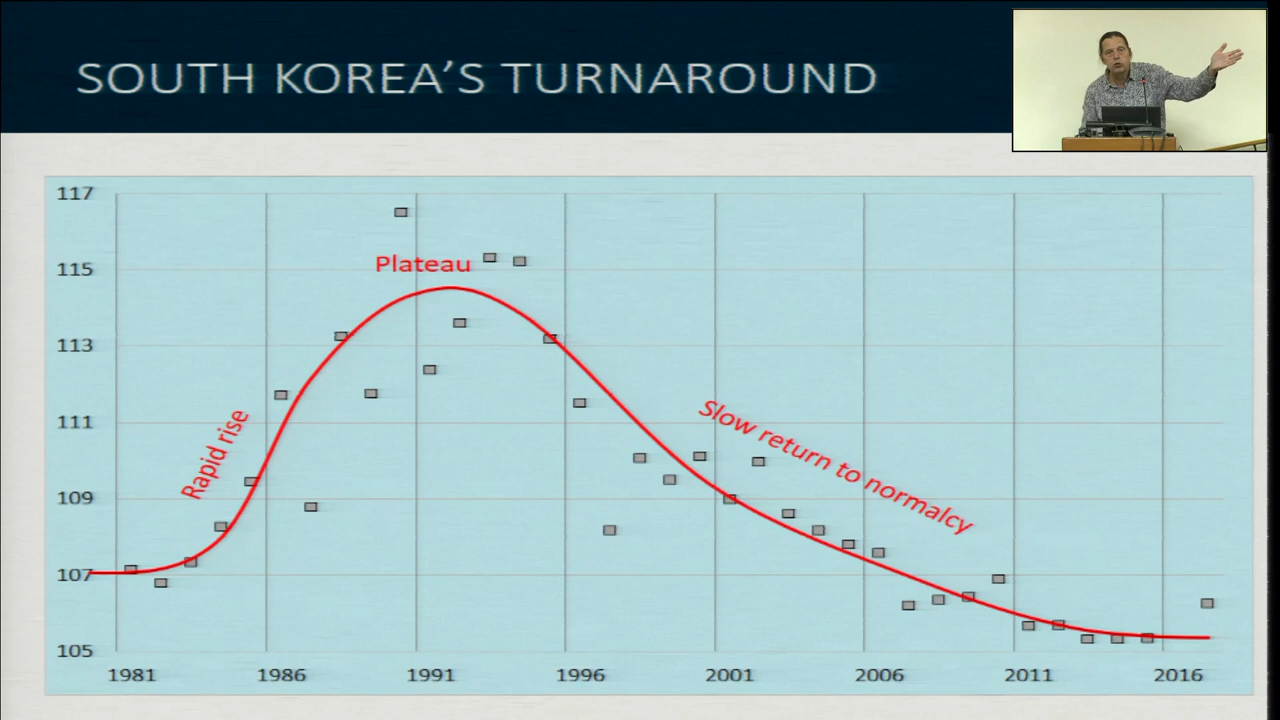 SOUTH KOREA'S TURNAROUND
117
115
113
111
109
107
105
Plateau
Rapid rise
Slow return to normalcy
1981 1986 1991 1996 2001 2006 2011 2016